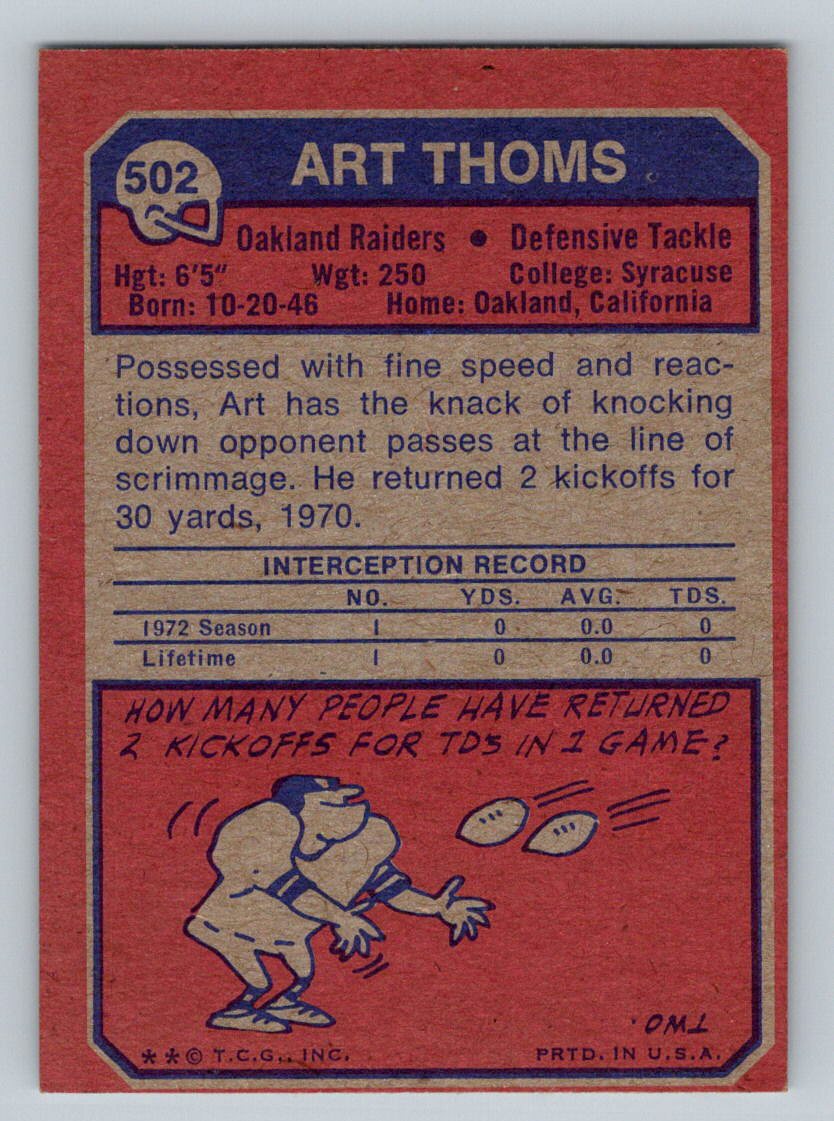 502
ART THOMS
Oakland Raiders • Defensive Tackle
Hgt: 6'5" Wgt: 250 College: Syracuse
Born: 10-20-46 Home: Oakland, California
Possessed with fine speed and reac-
tions, Art has the knack of knocking
down opponent passes at the line of
scrimmage. He returned 2 kickoffs for
30 yards, 1970.
INTERCEPTION RECORD
NO. YDS. AVG. TDS.
1972 Season 1 0 0.0 0
Lifetime 1 0 0.0 0
HOW MANY PEOPLE HAVE RETURNED
2 KICKOFFS FOR TD'S IN 1 GAME?
TWO.
**© T.C.G., INC. PRTD. IN U.S.A.